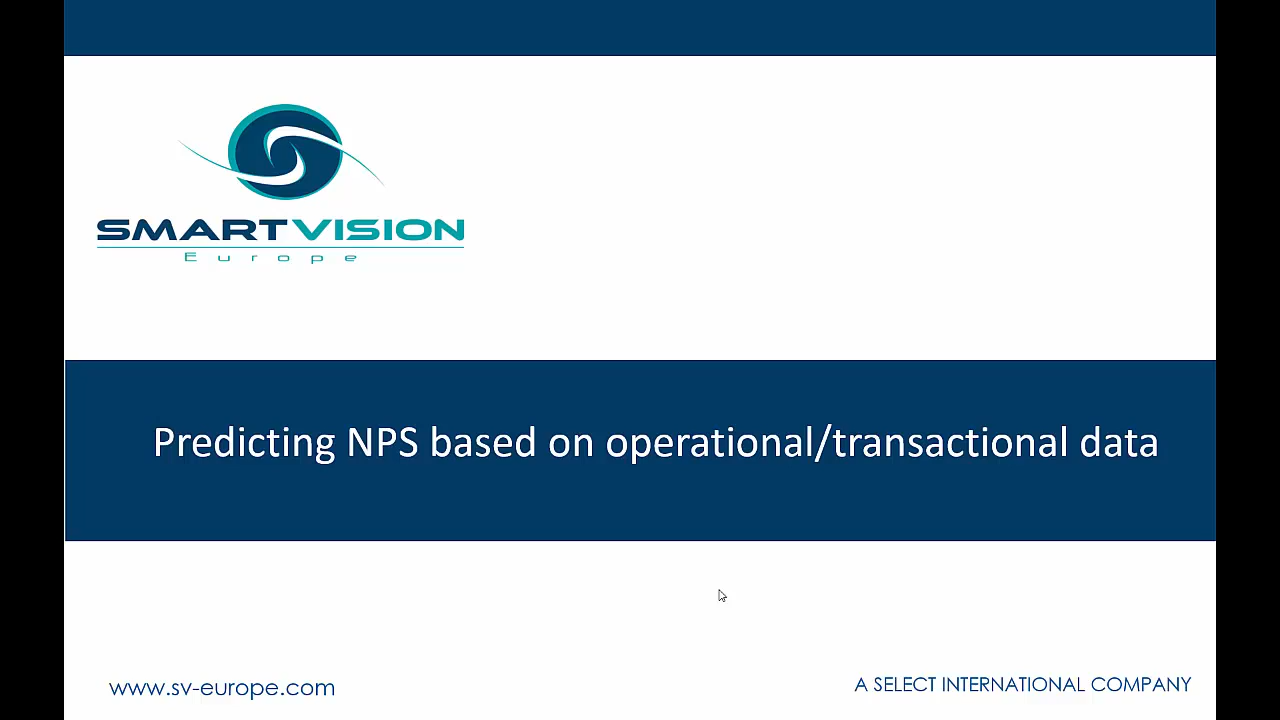 SMARTVISION
Europe
Predicting NPS based on operational/transactional data
www.sv-europe.com
A SELECT INTERNATIONAL COMPANY